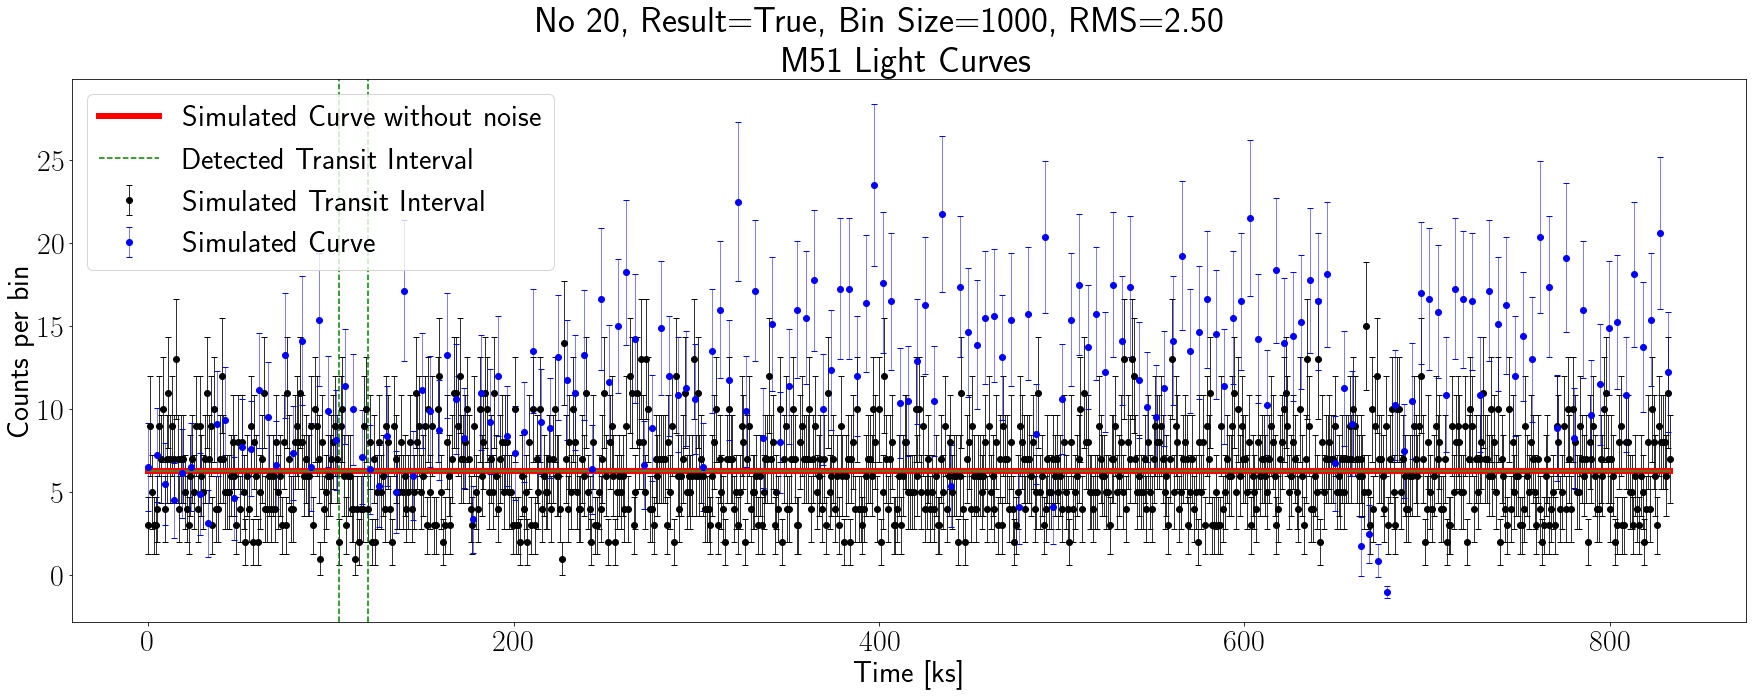 No 20, Result=True, Bin Size=1000, RMS=2.50
M51 Light Curves
Simulated Curve without noise
Detected Transit Interval
Simulated Transit Interval
Simulated Curve
Counts per bin
25
20
15
10
5
0
0 200 400 600 800
Time [ks]